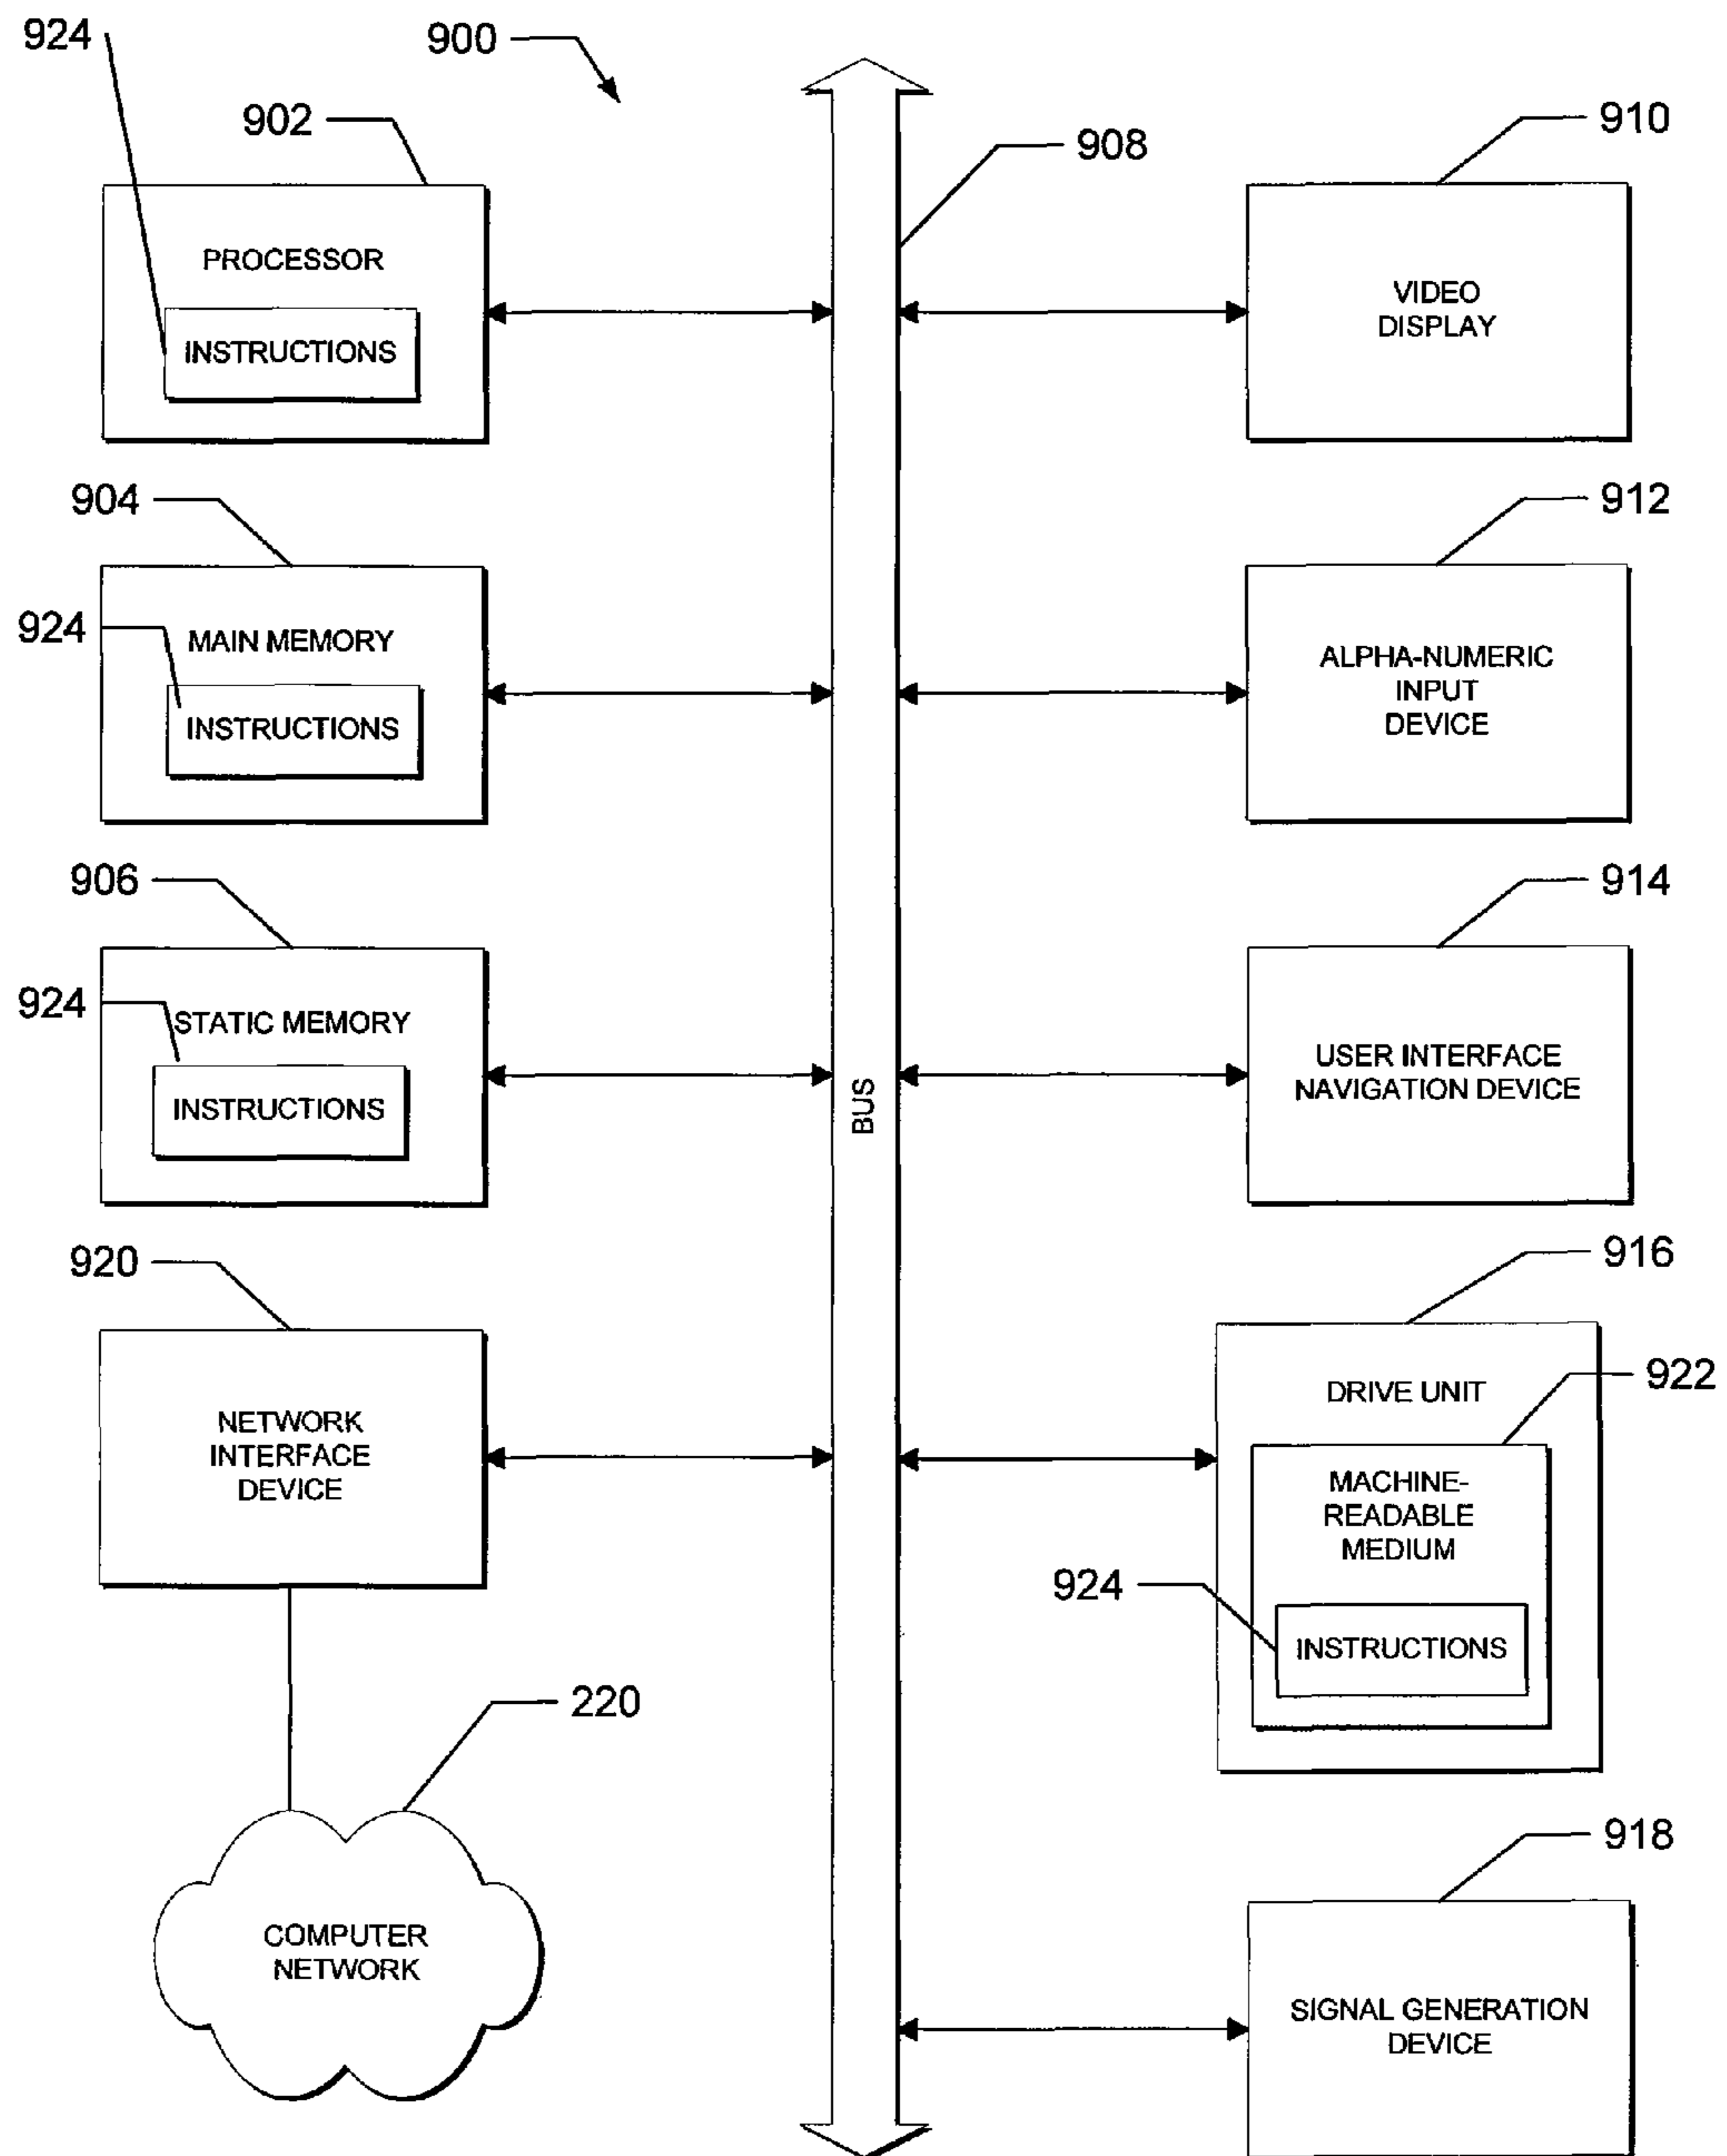 924
900
902
908
910
PROCESSOR
INSTRUCTIONS
VIDEO
DISPLAY
904
912
924
MAIN MEMORY
INSTRUCTIONS
ALPHA-NUMERIC
INPUT
DEVICE
906
914
924
STATIC MEMORY
INSTRUCTIONS
BUS
USER INTERFACE
NAVIGATION DEVICE
920
916
NETWORK
INTERFACE
DEVICE
DRIVE UNIT
922
MACHINE-
READABLE
MEDIUM
924
INSTRUCTIONS
220
COMPUTER
NETWORK
918
SIGNAL GENERATION
DEVICE